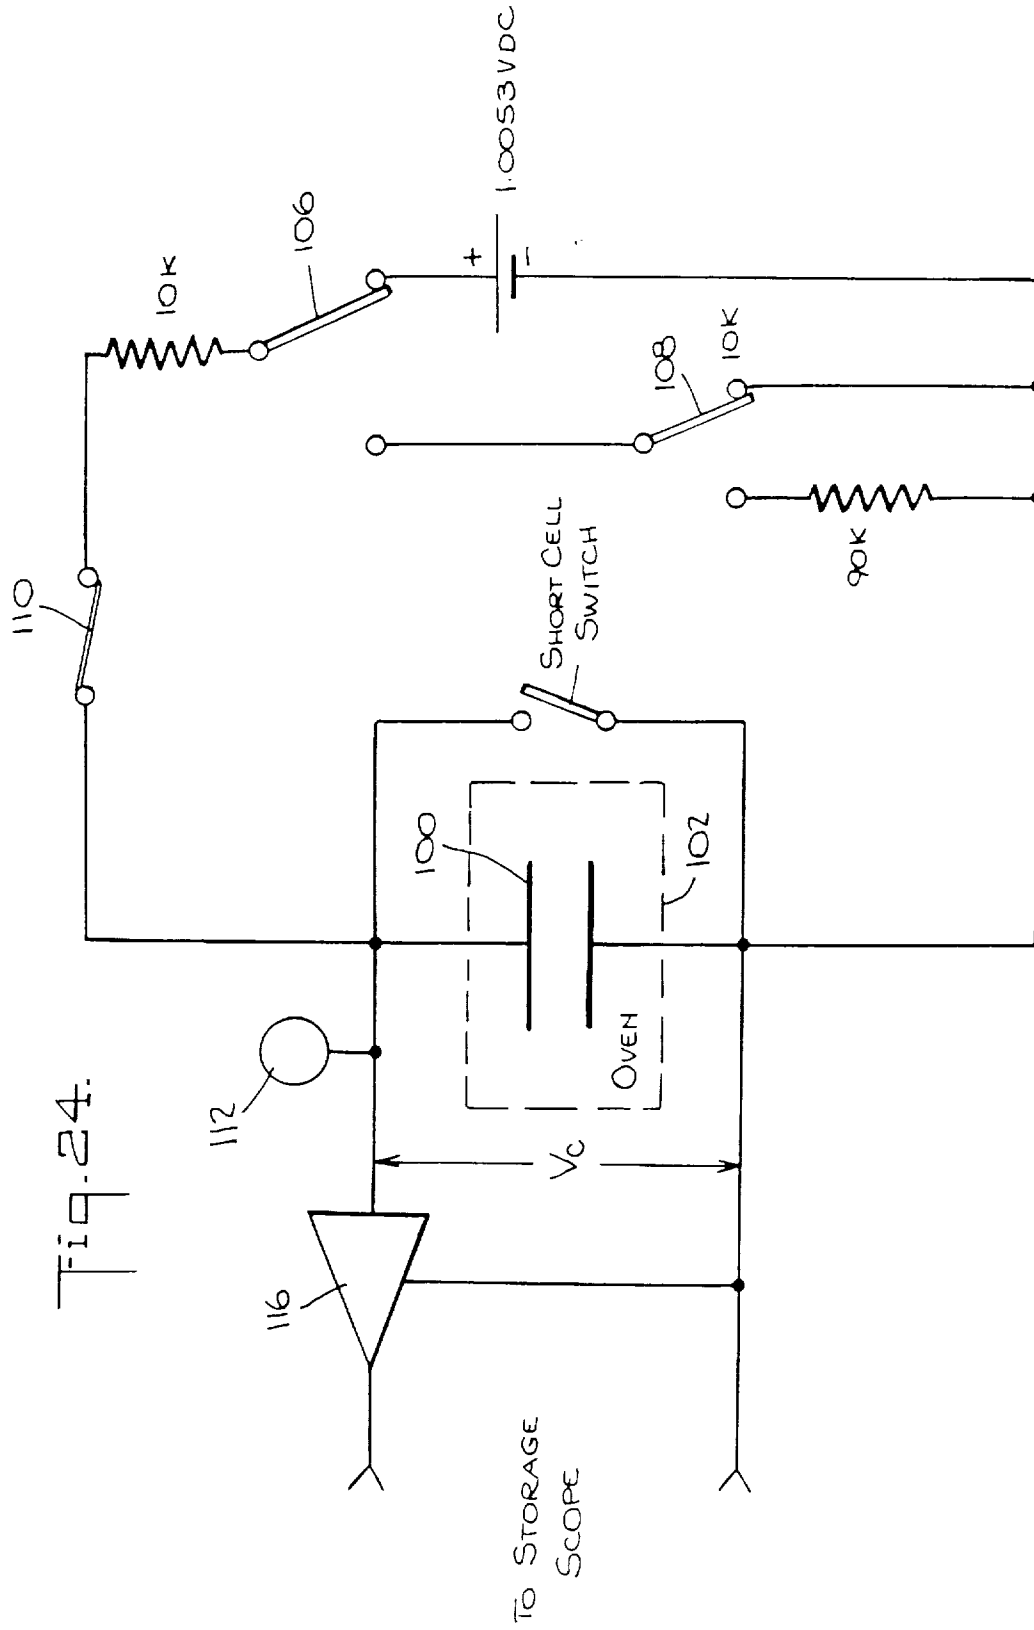 Fig. 24.
110
10K
106
+
-
1.0053VDC
108
10K
90K
SHORT CELL
SWITCH
100
102
OVEN
112
VC
116
TO STORAGE
SCOPE